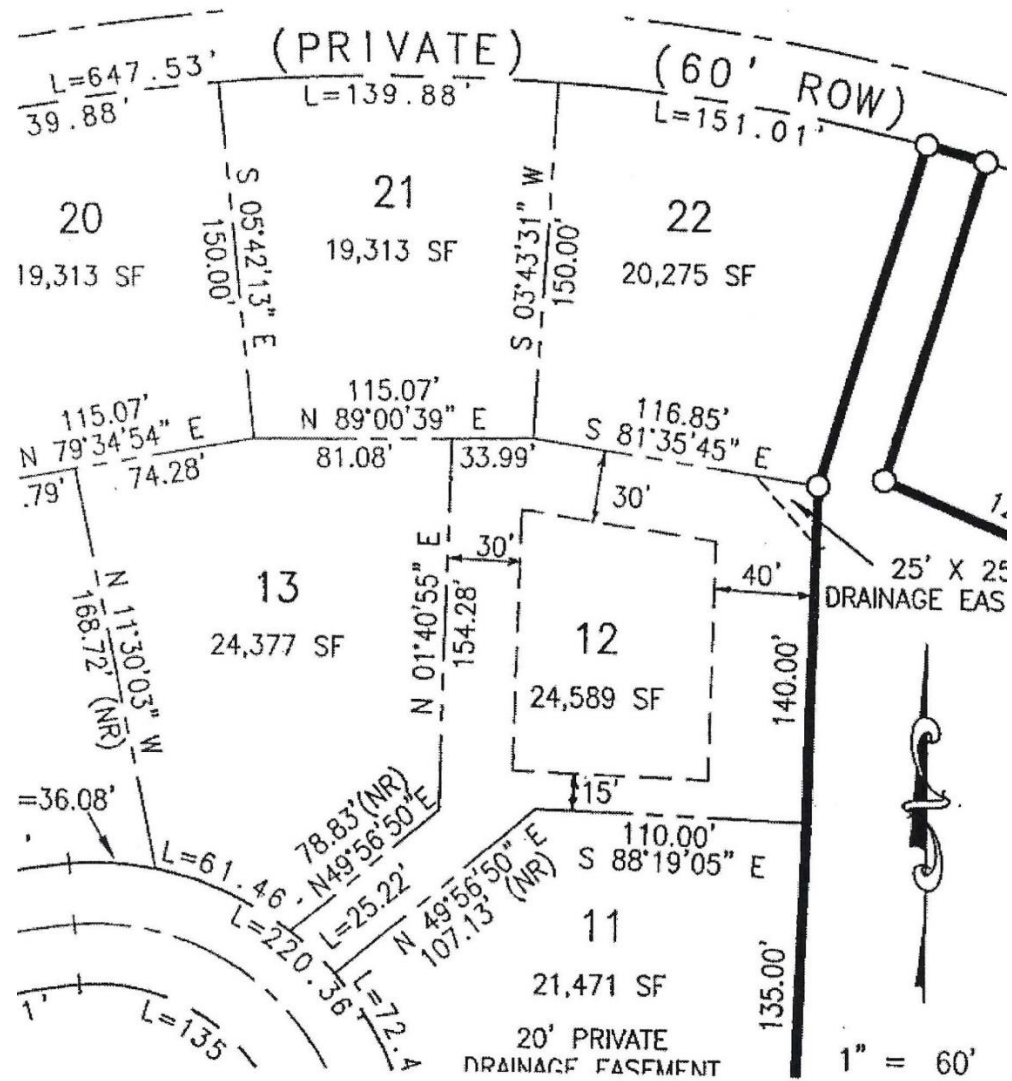 (PRIVATE)
(60' ROW)
L=647.53'
39.88'
L=139.88'
L=151.01'
20
19,313 SF
S 05°42'13" E
150.00'
21
19,313 SF
S 03°43'31" W
150.00'
22
20,275 SF
115.07'
N 79°34'54" E
.79'
74.28'
115.07'
N 89°00'39" E
81.08'
33.99'
116.85'
S 81°35'45" E
30'
30'
40'
25' X 25
DRAINAGE EAS
12
N 11°30'03" W
168.72' (NR)
13
24,377 SF
N 01°40'55" E
154.28'
12
24,589 SF
140.00'
15'
110.00'
S 88°19'05" E
=36.08'
'
L=61.46
78.83'(NR)
N49°56'50" E
L=25.22'
L=220.36'
N 49°56'50" E
107.13' (NR)
L=72.4
11
21,471 SF
20' PRIVATE
DRAINAGE EASEMENT
135.00'
1'
L=135
1" = 60'